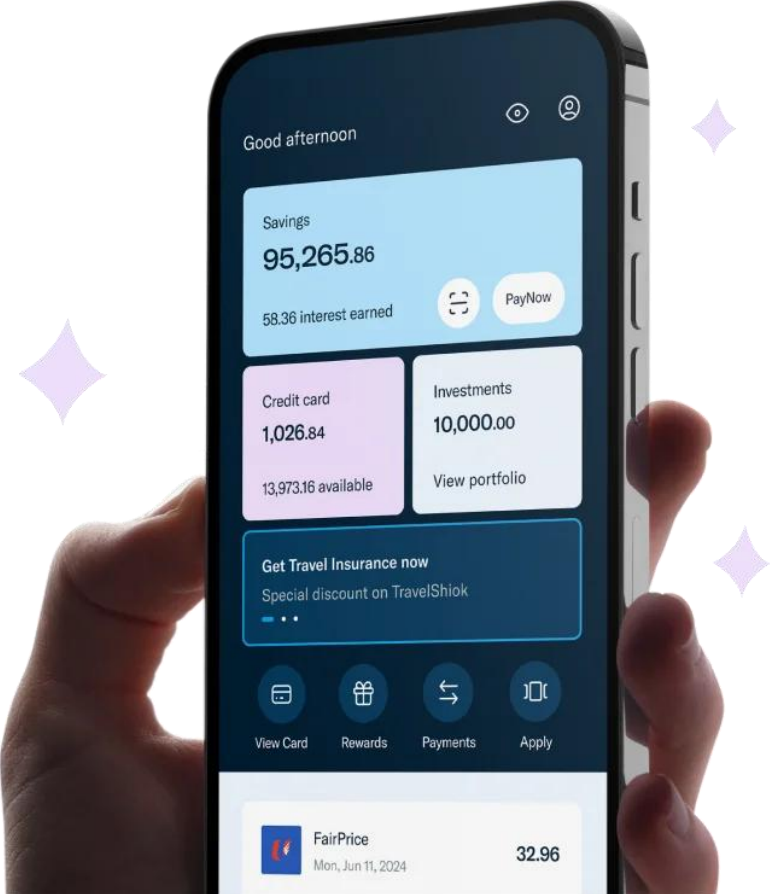 Good afternoon
Savings
95,265.86
58.36 interest earned
PayNow
Credit card
1,026.84
13,973.16 available
Investments
10,000.00
View portfolio
Get Travel Insurance now
Special discount on TravelShiok
View Card
Rewards
Payments
Apply
FairPrice
Mon, Jun 11, 2024
32.96